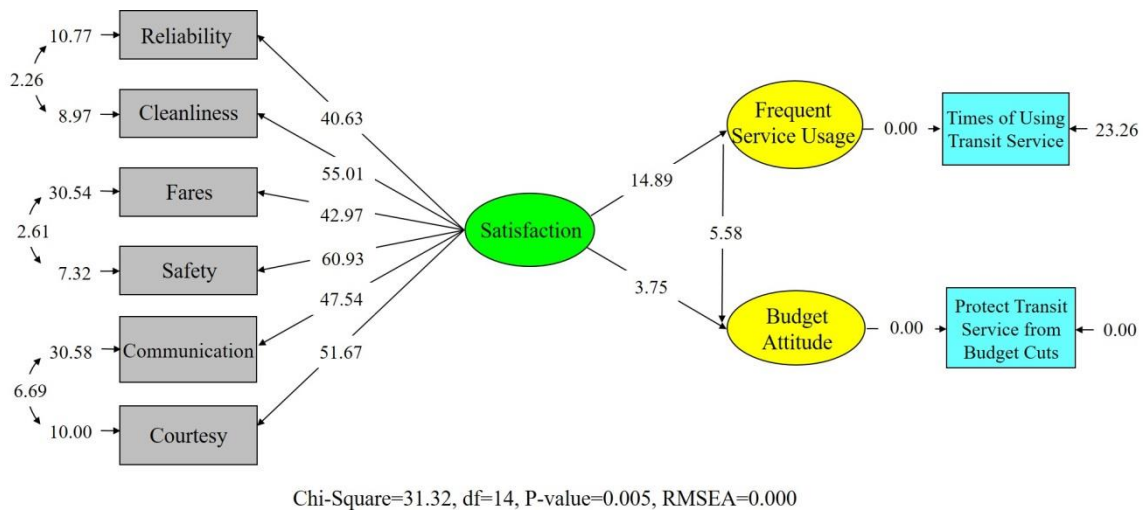 10.77
Reliability
2.26
8.97
Cleanliness
30.54
Fares
2.61
7.32
Safety
30.58
Communication
6.69
10.00
Courtesy
40.63
55.01
42.97
60.93
47.54
51.67
Satisfaction
14.89
3.75
5.58
Frequent
Service Usage
0.00
Times of Using
Transit Service
23.26
Budget
Attitude
0.00
Protect Transit
Service from
Budget Cuts
0.00
Chi-Square=31.32, df=14, P-value=0.005, RMSEA=0.000